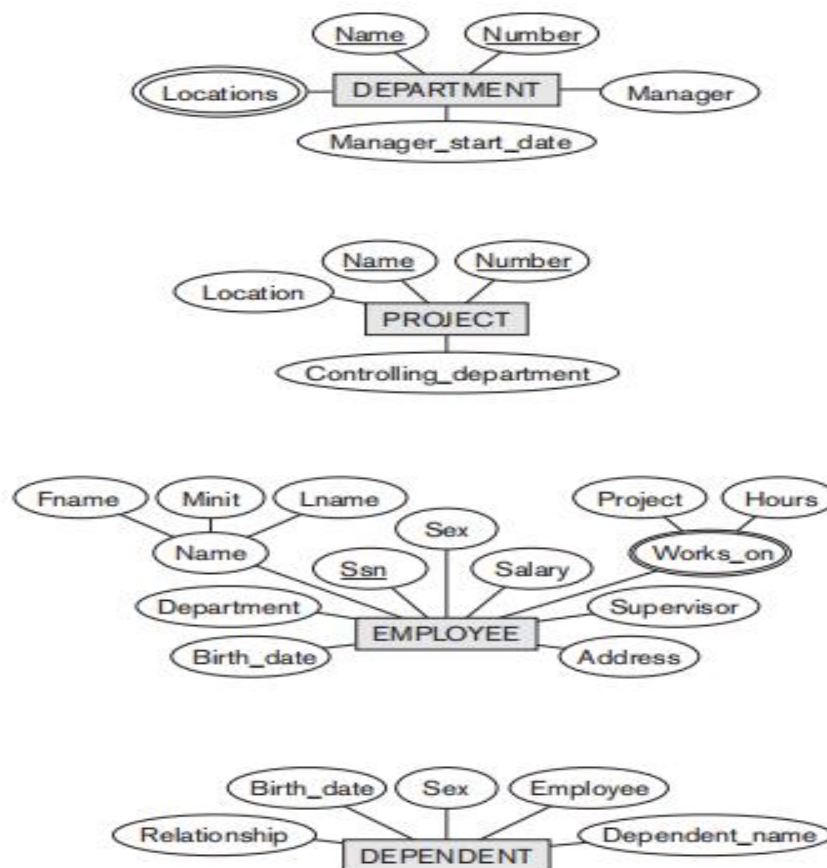 Name Number
Locations DEPARTMENT Manager
Manager_start_date
Name Number
Location
PROJECT
Controlling_department
Fname Minit Lname Project Hours
Name Sex Works_on
Ssn Salary
Department Supervisor
EMPLOYEE
Birth_date Address
Birth_date Sex Employee
Relationship Dependent_name
DEPENDENT